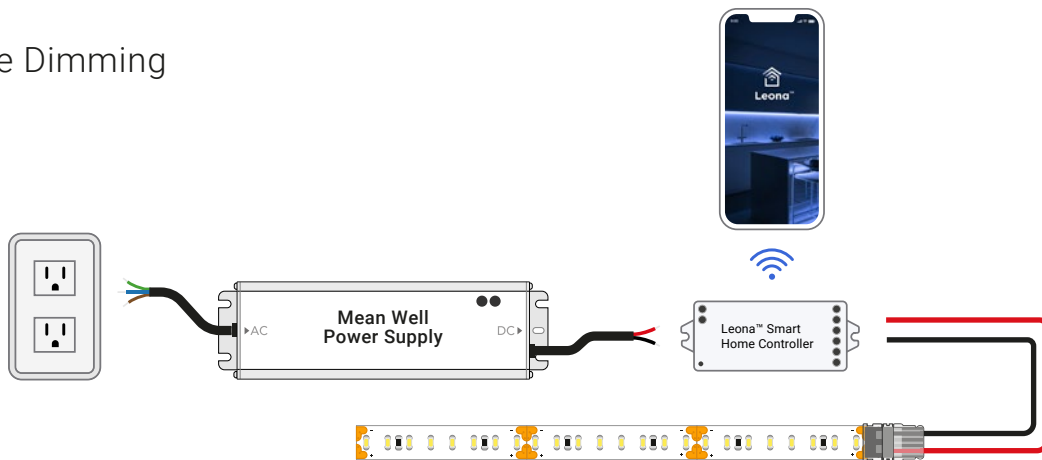 e Dimming
Leona™
▸AC
Mean Well
Power Supply
DC▸
Leona™ Smart
Home Controller